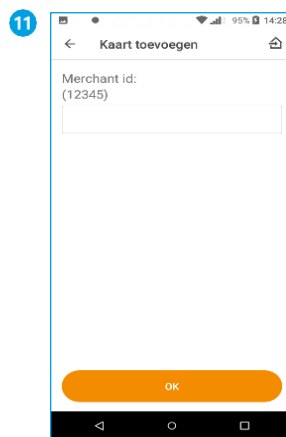 11
95% 14:28
Kaart toevoegen
Merchant id:
(12345)
OK